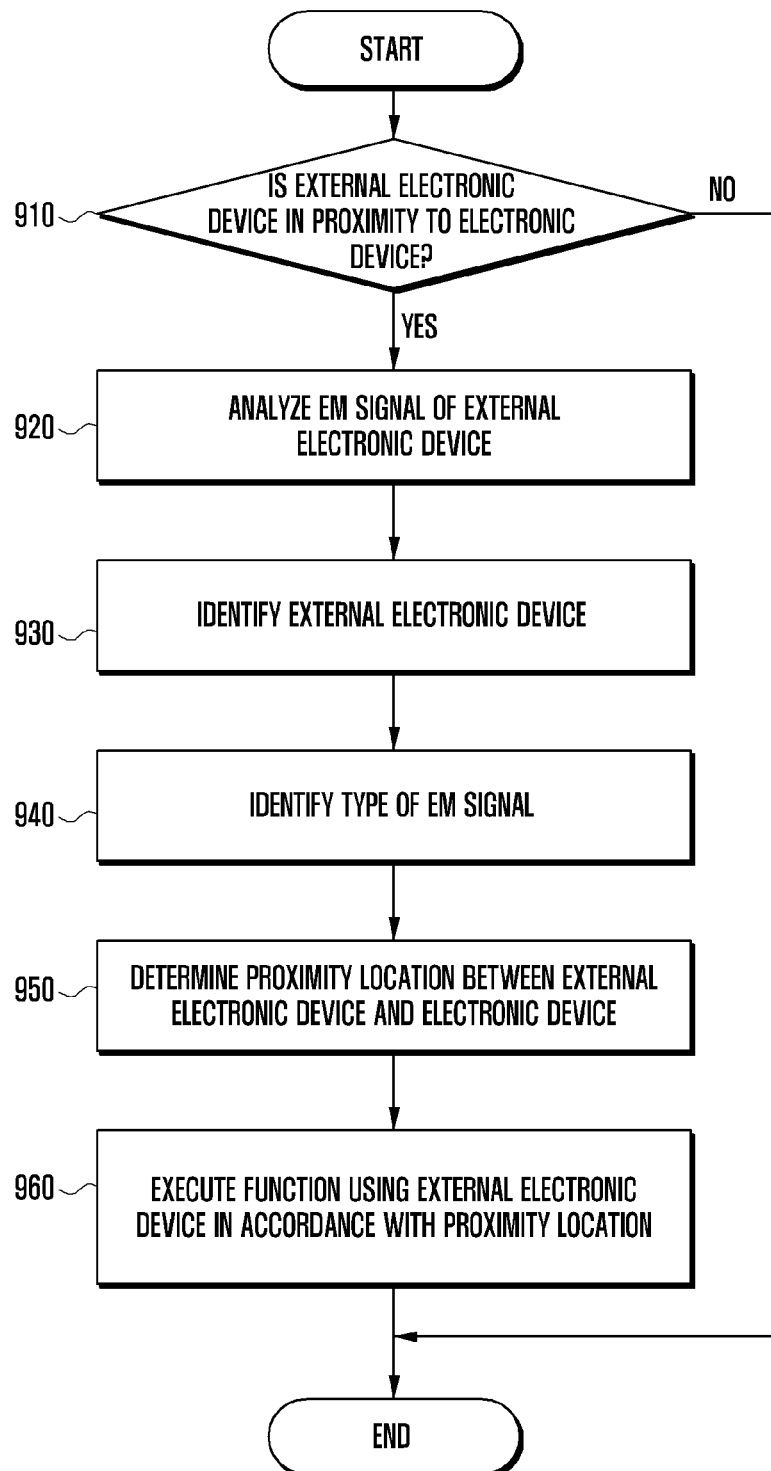 START
910
IS EXTERNAL ELECTRONIC
DEVICE IN PROXIMITY TO ELECTRONIC
DEVICE?
NO
YES
920
ANALYZE EM SIGNAL OF EXTERNAL
ELECTRONIC DEVICE
930
IDENTIFY EXTERNAL ELECTRONIC DEVICE
940
IDENTIFY TYPE OF EM SIGNAL
950
DETERMINE PROXIMITY LOCATION BETWEEN EXTERNAL
ELECTRONIC DEVICE AND ELECTRONIC DEVICE
960
EXECUTE FUNCTION USING EXTERNAL ELECTRONIC
DEVICE IN ACCORDANCE WITH PROXIMITY LOCATION
END